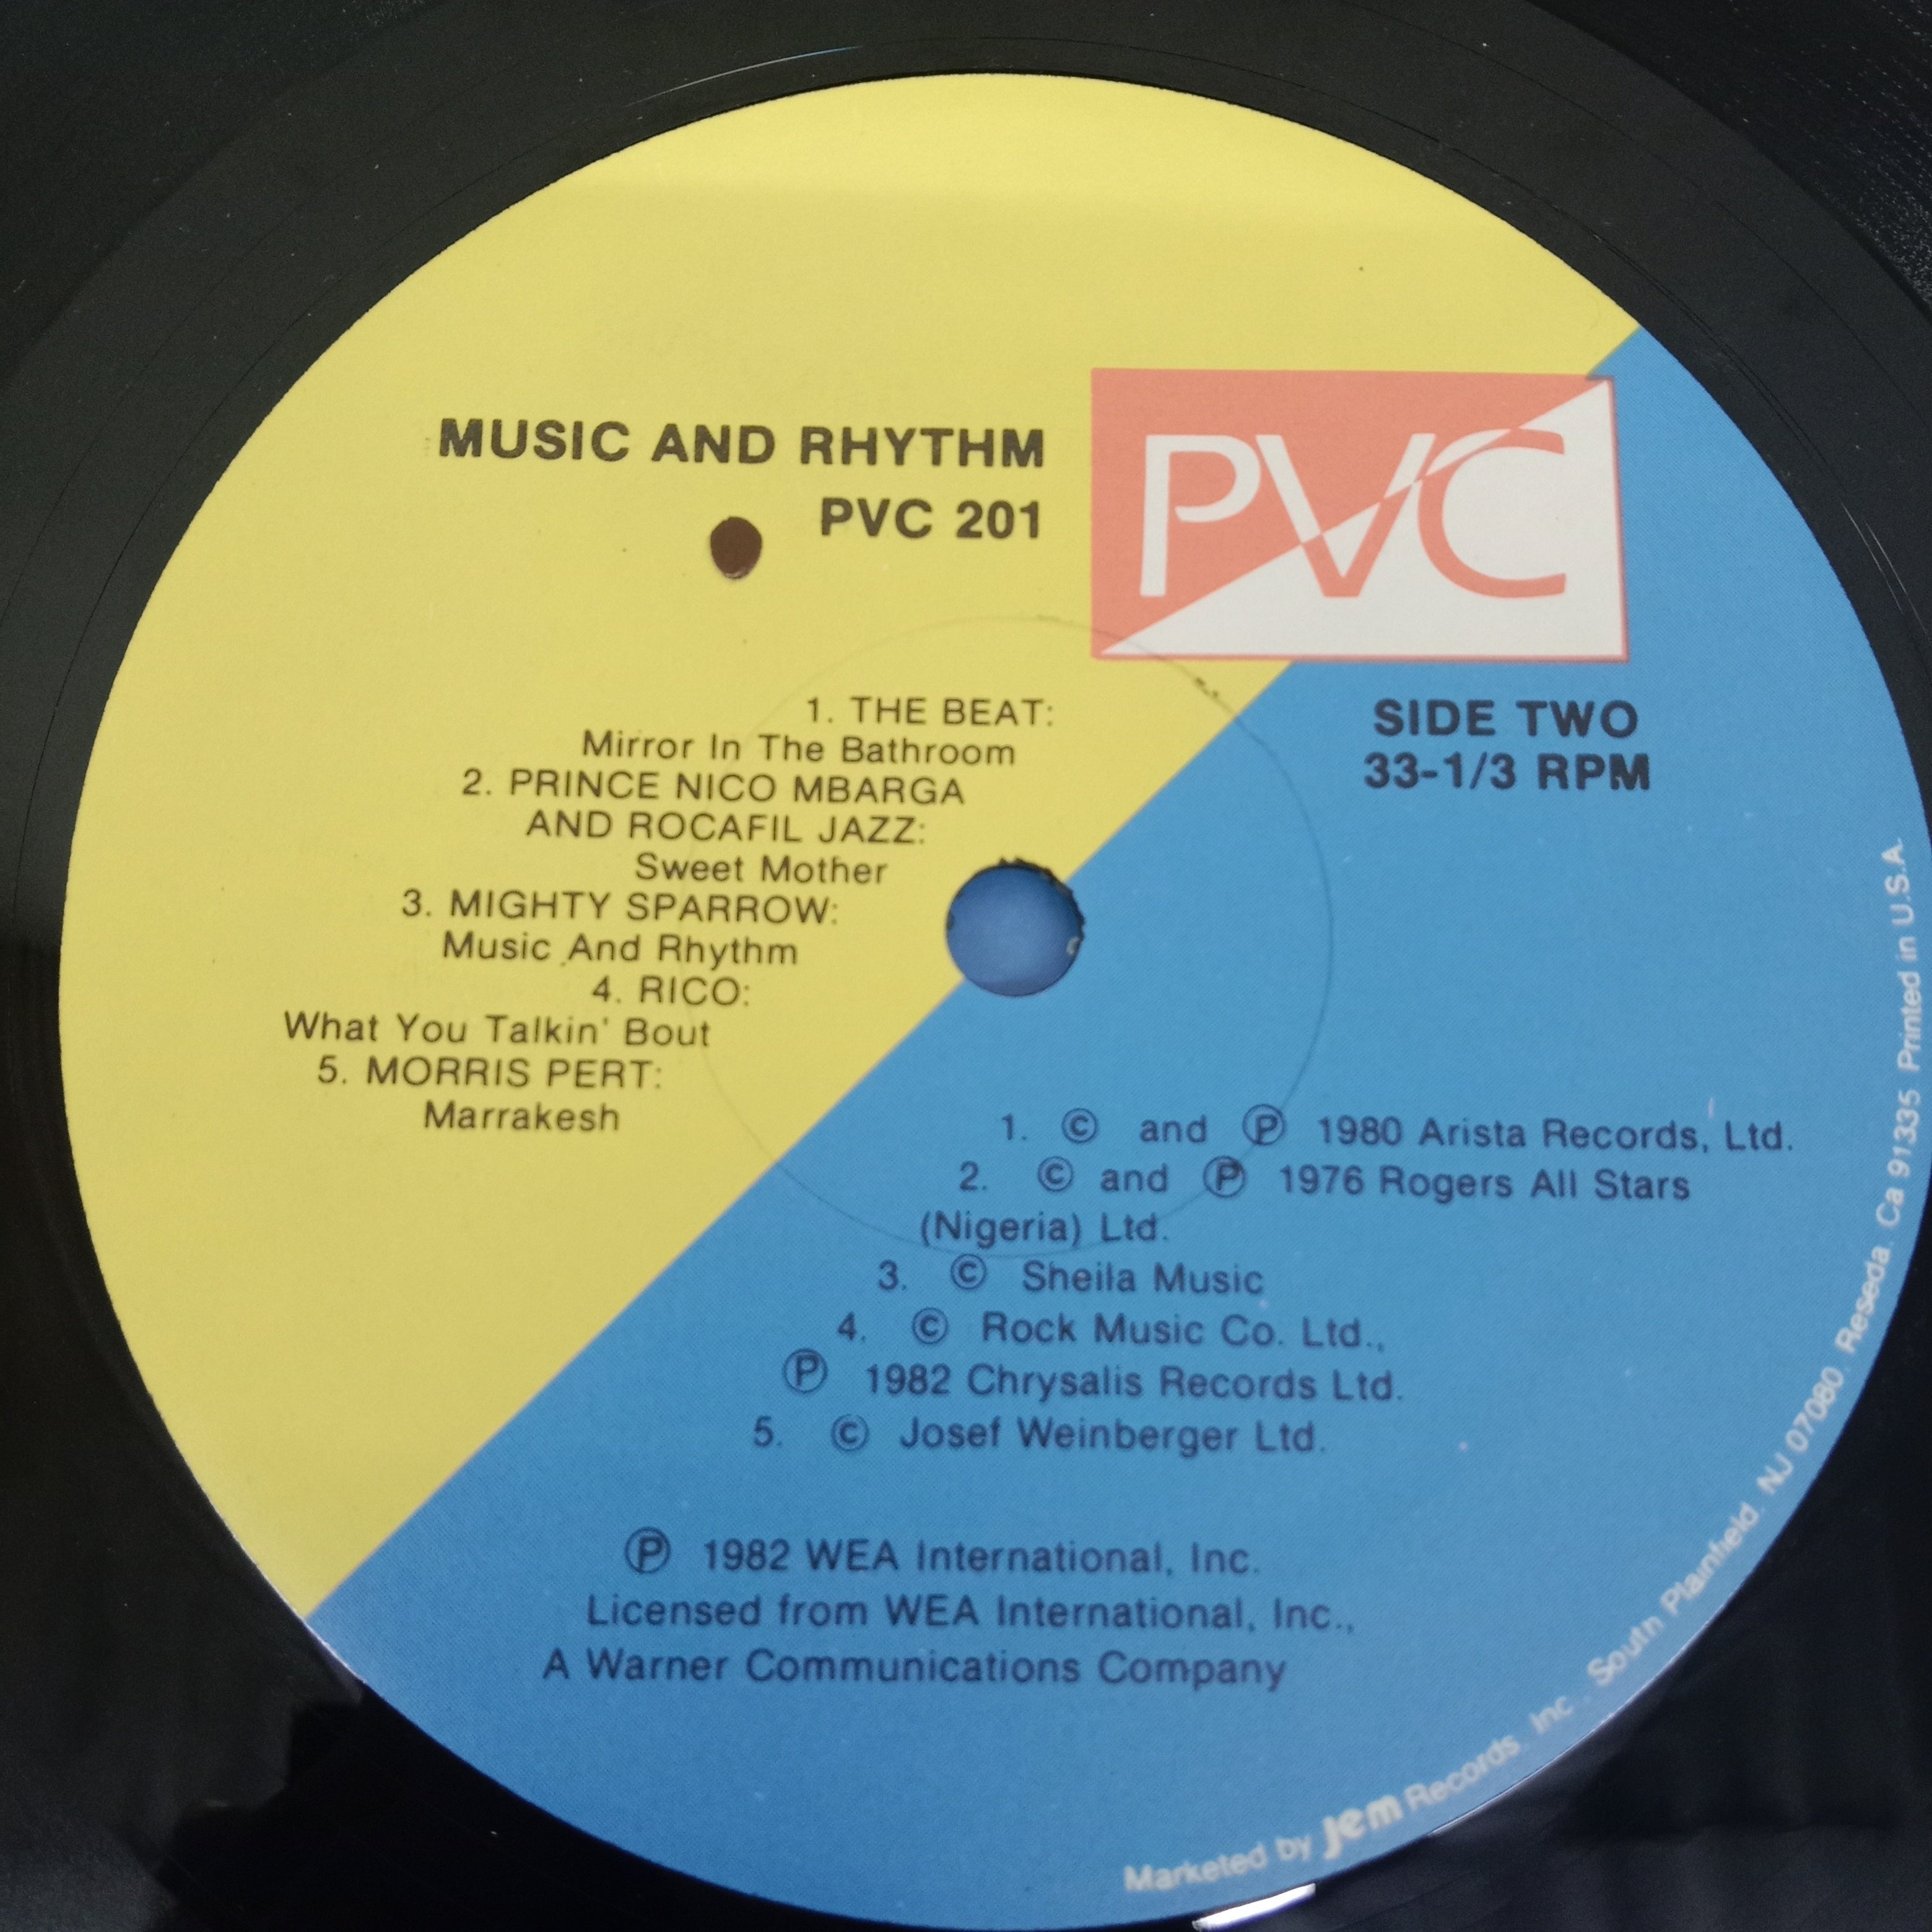 MUSIC AND RHYTHM
PVC 201
PVC
SIDE TWO
33-1/3 RPM
1. THE BEAT:
Mirror In The Bathroom
2. PRINCE NICO MBARGA
AND ROCAFIL JAZZ:
Sweet Mother
3. MIGHTY SPARROW:
Music And Rhythm
4. RICO:
What You Talkin' Bout
5. MORRIS PERT:
Marrakesh
1. © and ℗ 1980 Arista Records, Ltd.
2. © and ℗ 1976 Rogers All Stars
(Nigeria) Ltd.
3. © Sheila Music
4. © Rock Music Co. Ltd.,
℗ 1982 Chrysalis Records Ltd.
5. © Josef Weinberger Ltd.
℗ 1982 WEA International, Inc.
Licensed from WEA International, Inc.,
A Warner Communications Company
Marketed by Jem Records, Inc., South Plainfield, NJ 07080, Reseda, Ca 91335 Printed in U.S.A.